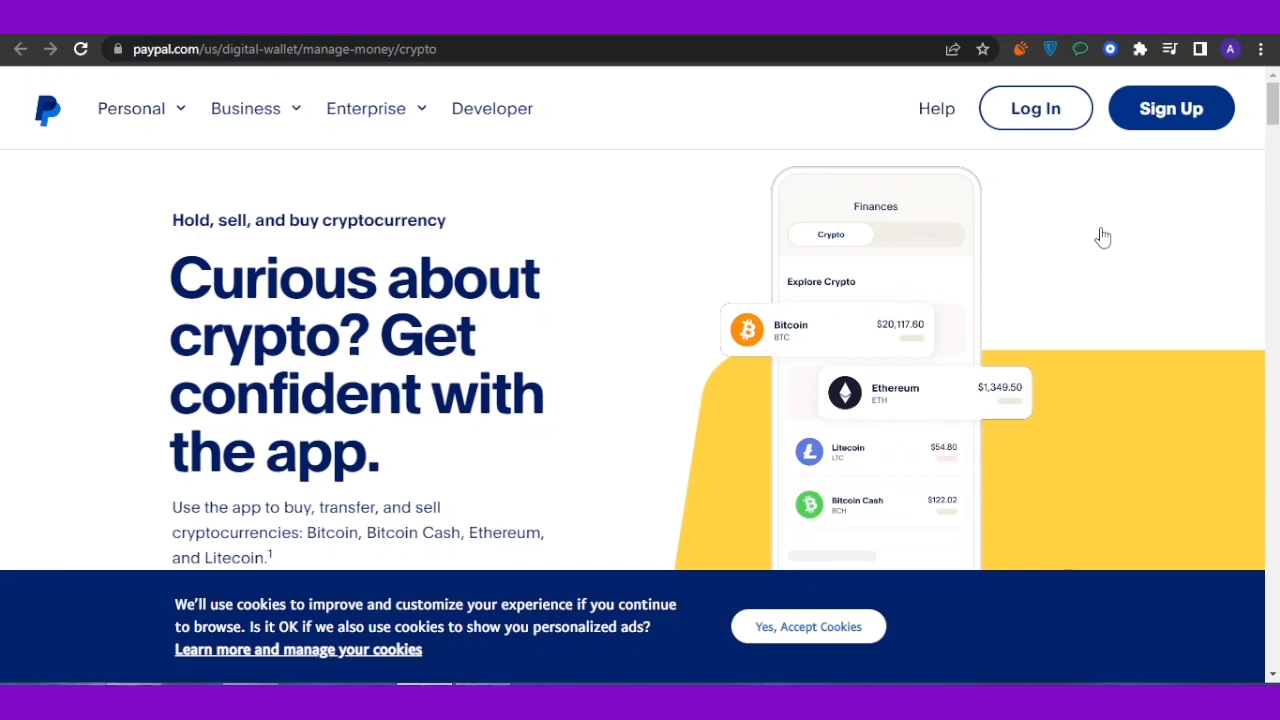 paypal.com/us/digital-wallet/manage-money/crypto
A
Personal
Business
Enterprise
Developer
Help
Log In
Sign Up
Hold, sell, and buy cryptocurrency
Curious about
crypto? Get
confident with
the app.
Use the app to buy, transfer, and sell
cryptocurrencies: Bitcoin, Bitcoin Cash, Ethereum,
and Litecoin.1
Finances
Crypto
Explore Crypto
Bitcoin
$20,117.60
BTC
Ethereum
$1,349.50
ETH
Litecoin
$54.80
LTC
Bitcoin Cash
$122.02
BCH
We'll use cookies to improve and customize your experience if you continue
to browse. Is it OK if we also use cookies to show you personalized ads?
Learn more and manage your cookies
Yes, Accept Cookies